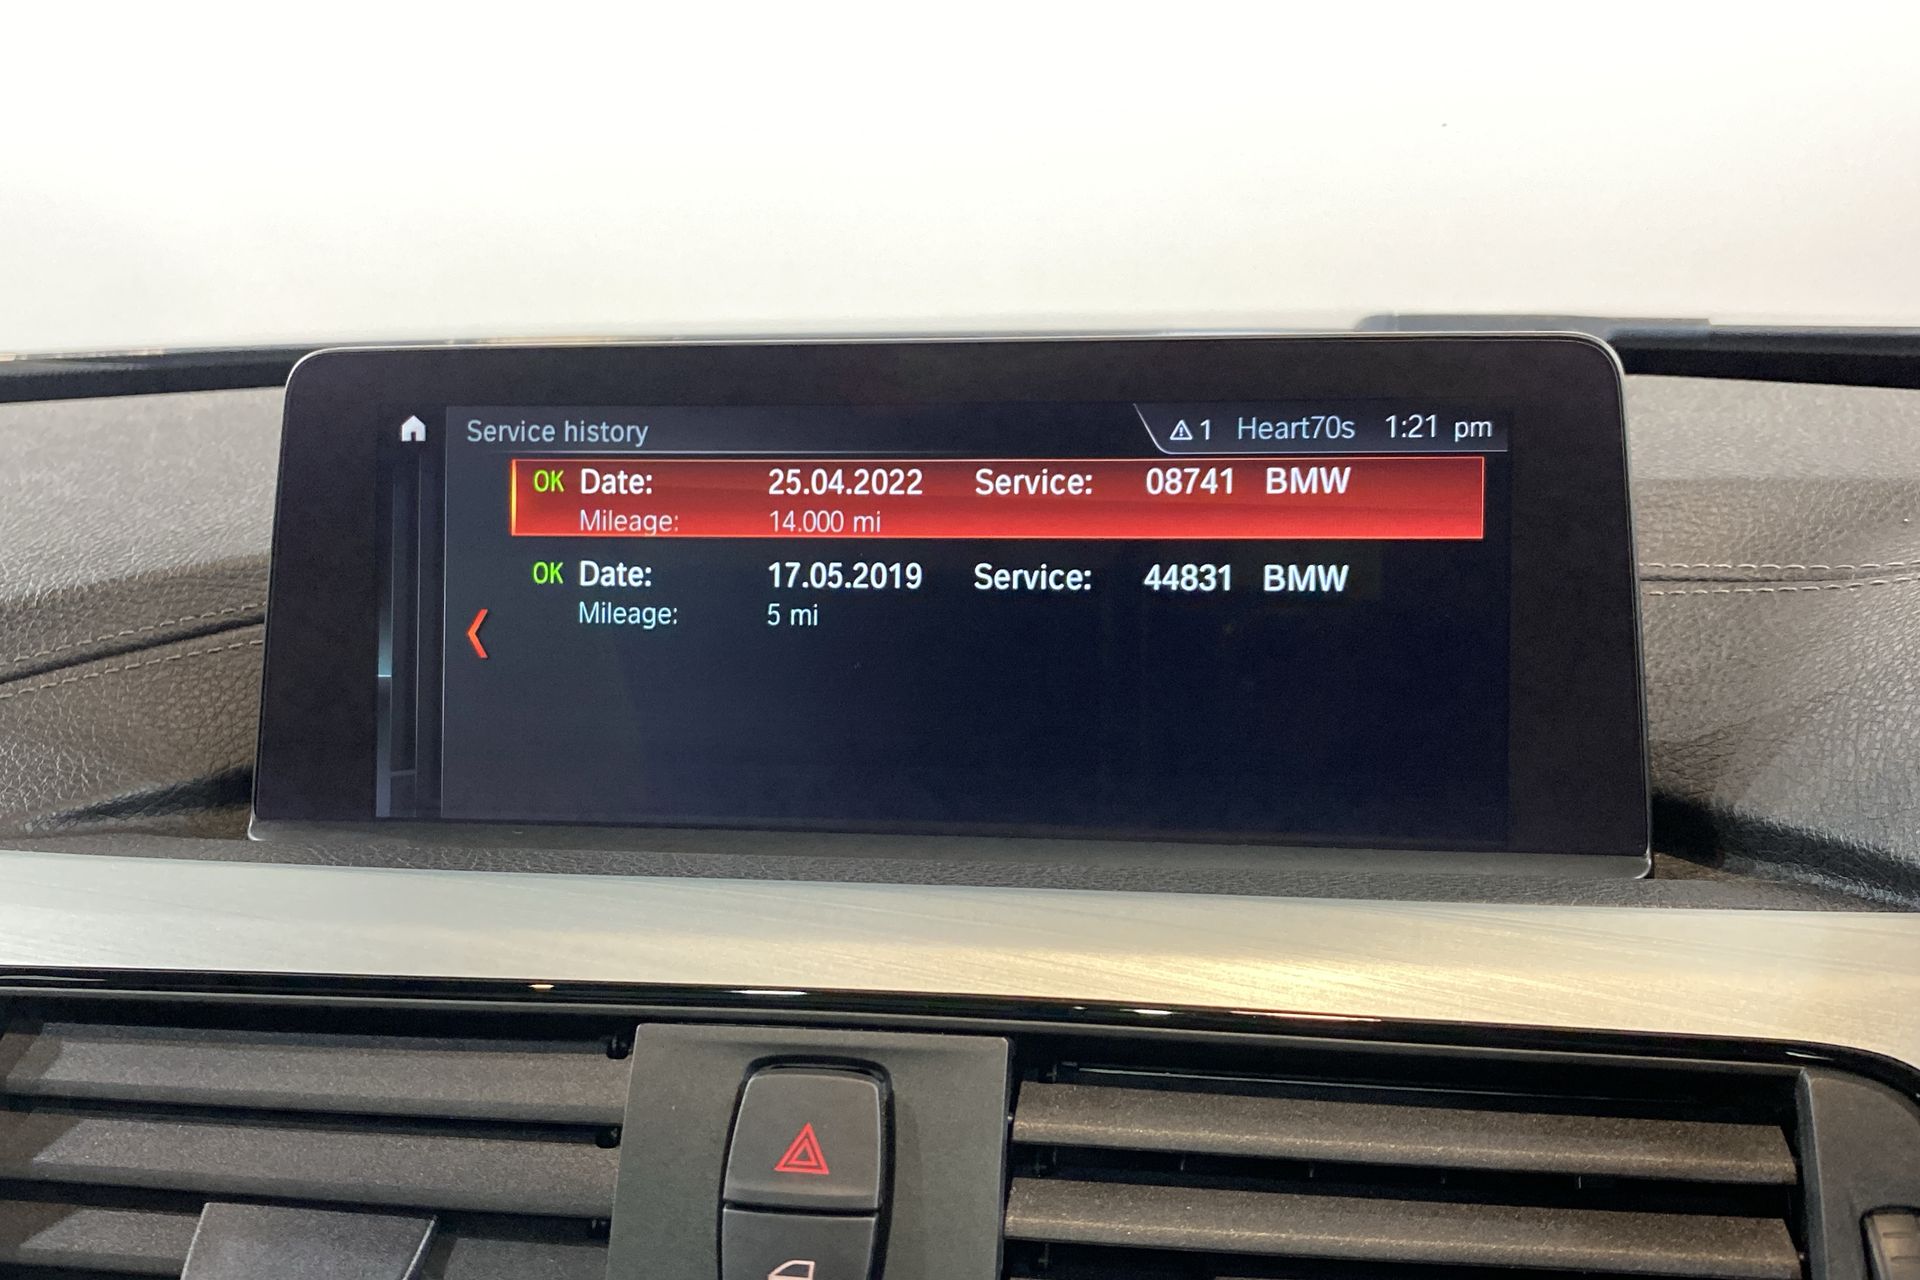 Service history 1 Heart70s 1:21 pm
OK Date: 25.04.2022 Service: 08741 BMW
Mileage: 14.000 mi
OK Date: 17.05.2019 Service: 44831 BMW
Mileage: 5 mi